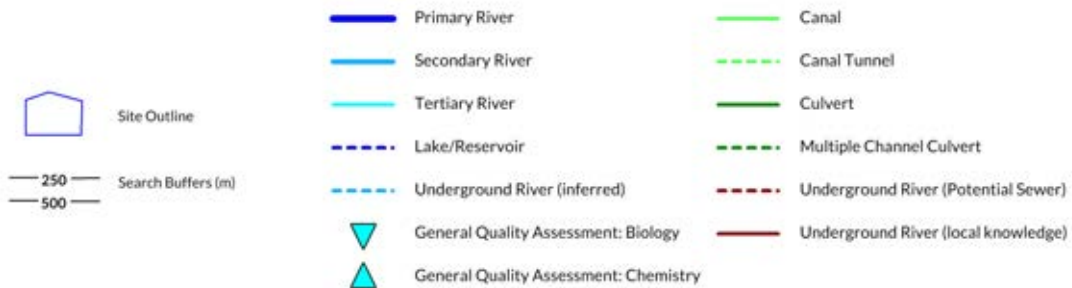 Primary River
Secondary River
Tertiary River
Lake/Reservoir
Underground River (inferred)
General Quality Assessment: Biology
General Quality Assessment: Chemistry
Canal
Canal Tunnel
Culvert
Multiple Channel Culvert
Underground River (Potential Sewer)
Underground River (local knowledge)
Site Outline
250
500
Search Buffers (m)